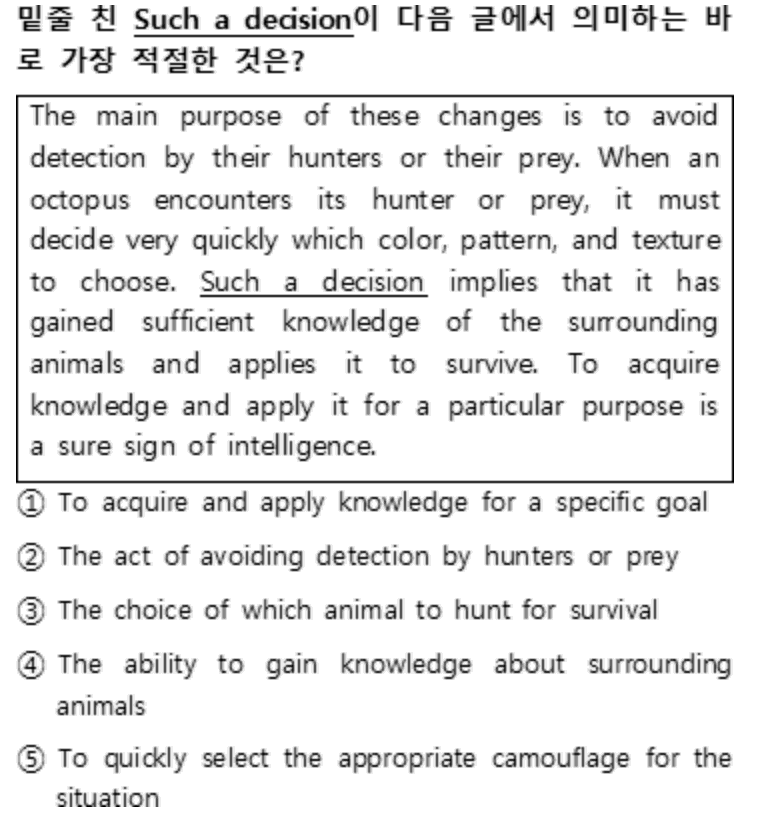 밑줄 친 Such a decision이 다음 글에서 의미하는 바
로 가장 적절한 것은?
The main purpose of these changes is to avoid
detection by their hunters or their prey. When an
octopus encounters its hunter or prey, it must
decide very quickly which color, pattern, and texture
to choose. Such a decision implies that it has
gained sufficient knowledge of the surrounding
animals and applies it to survive. To acquire
knowledge and apply it for a particular purpose is
a sure sign of intelligence.
① To acquire and apply knowledge for a specific goal
② The act of avoiding detection by hunters or prey
③ The choice of which animal to hunt for survival
④ The ability to gain knowledge about surrounding
animals
⑤ To quickly select the appropriate camouflage for the
situation